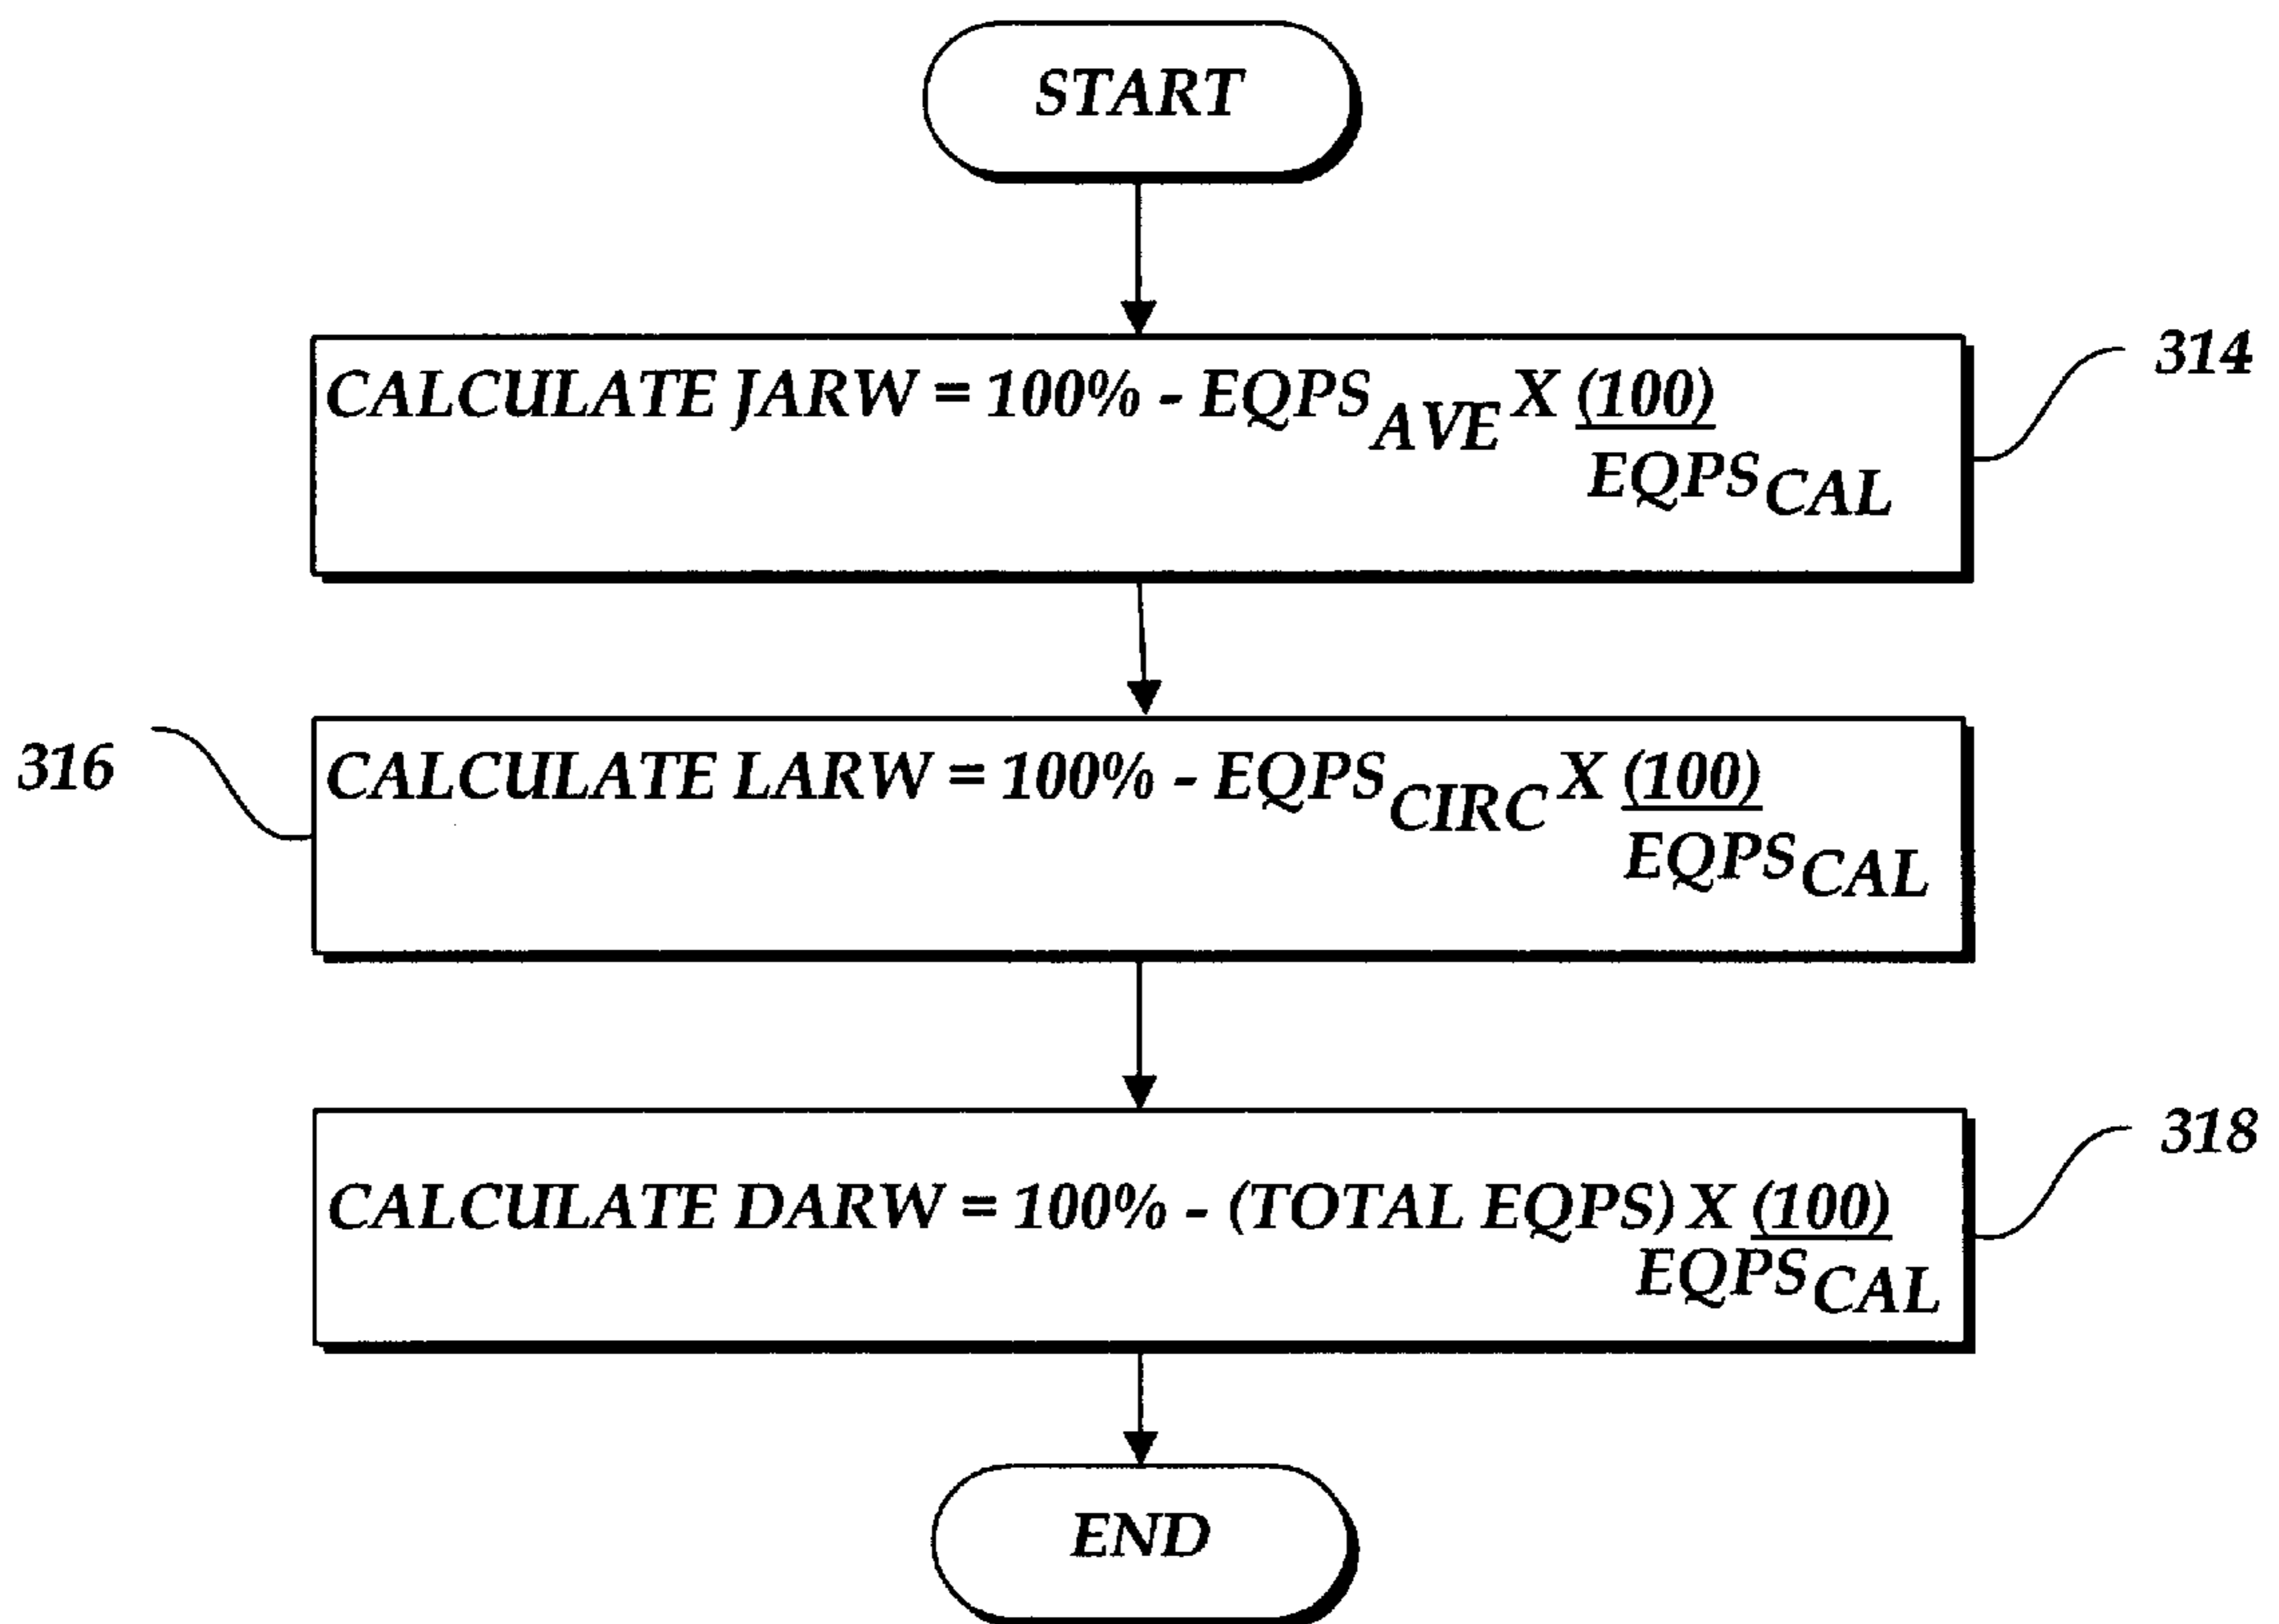 START
CALCULATE JARW = 100% - EQPS AVE X (100)
EQPS CAL
314
316
CALCULATE LARW = 100% - EQPS CIRC X (100)
EQPS CAL
CALCULATE DARW = 100% - (TOTAL EQPS) X (100)
EQPS CAL
318
END